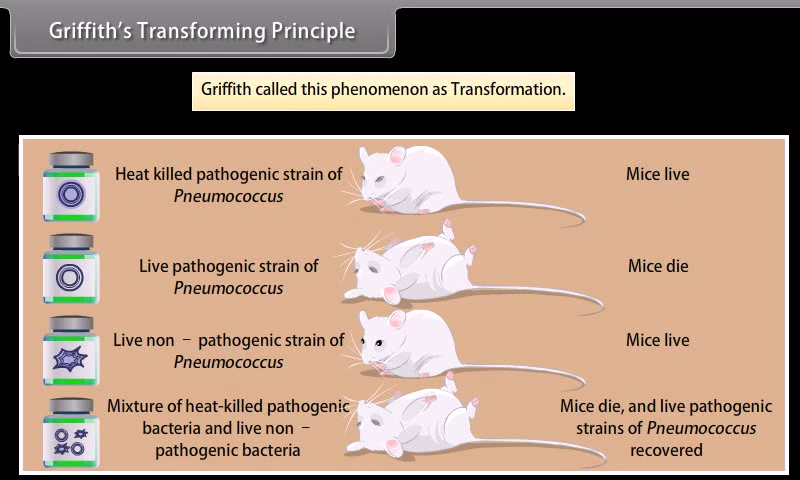 Griffith's Transforming Principle
Griffith called this phenomenon as Transformation.
Heat killed pathogenic strain of
Pneumococcus
Mice live
Live pathogenic strain of
Pneumococcus
Mice die
Live non – pathogenic strain of
Pneumococcus
Mice live
Mixture of heat-killed pathogenic
bacteria and live non –
pathogenic bacteria
Mice die, and live pathogenic
strains of Pneumococcus
recovered